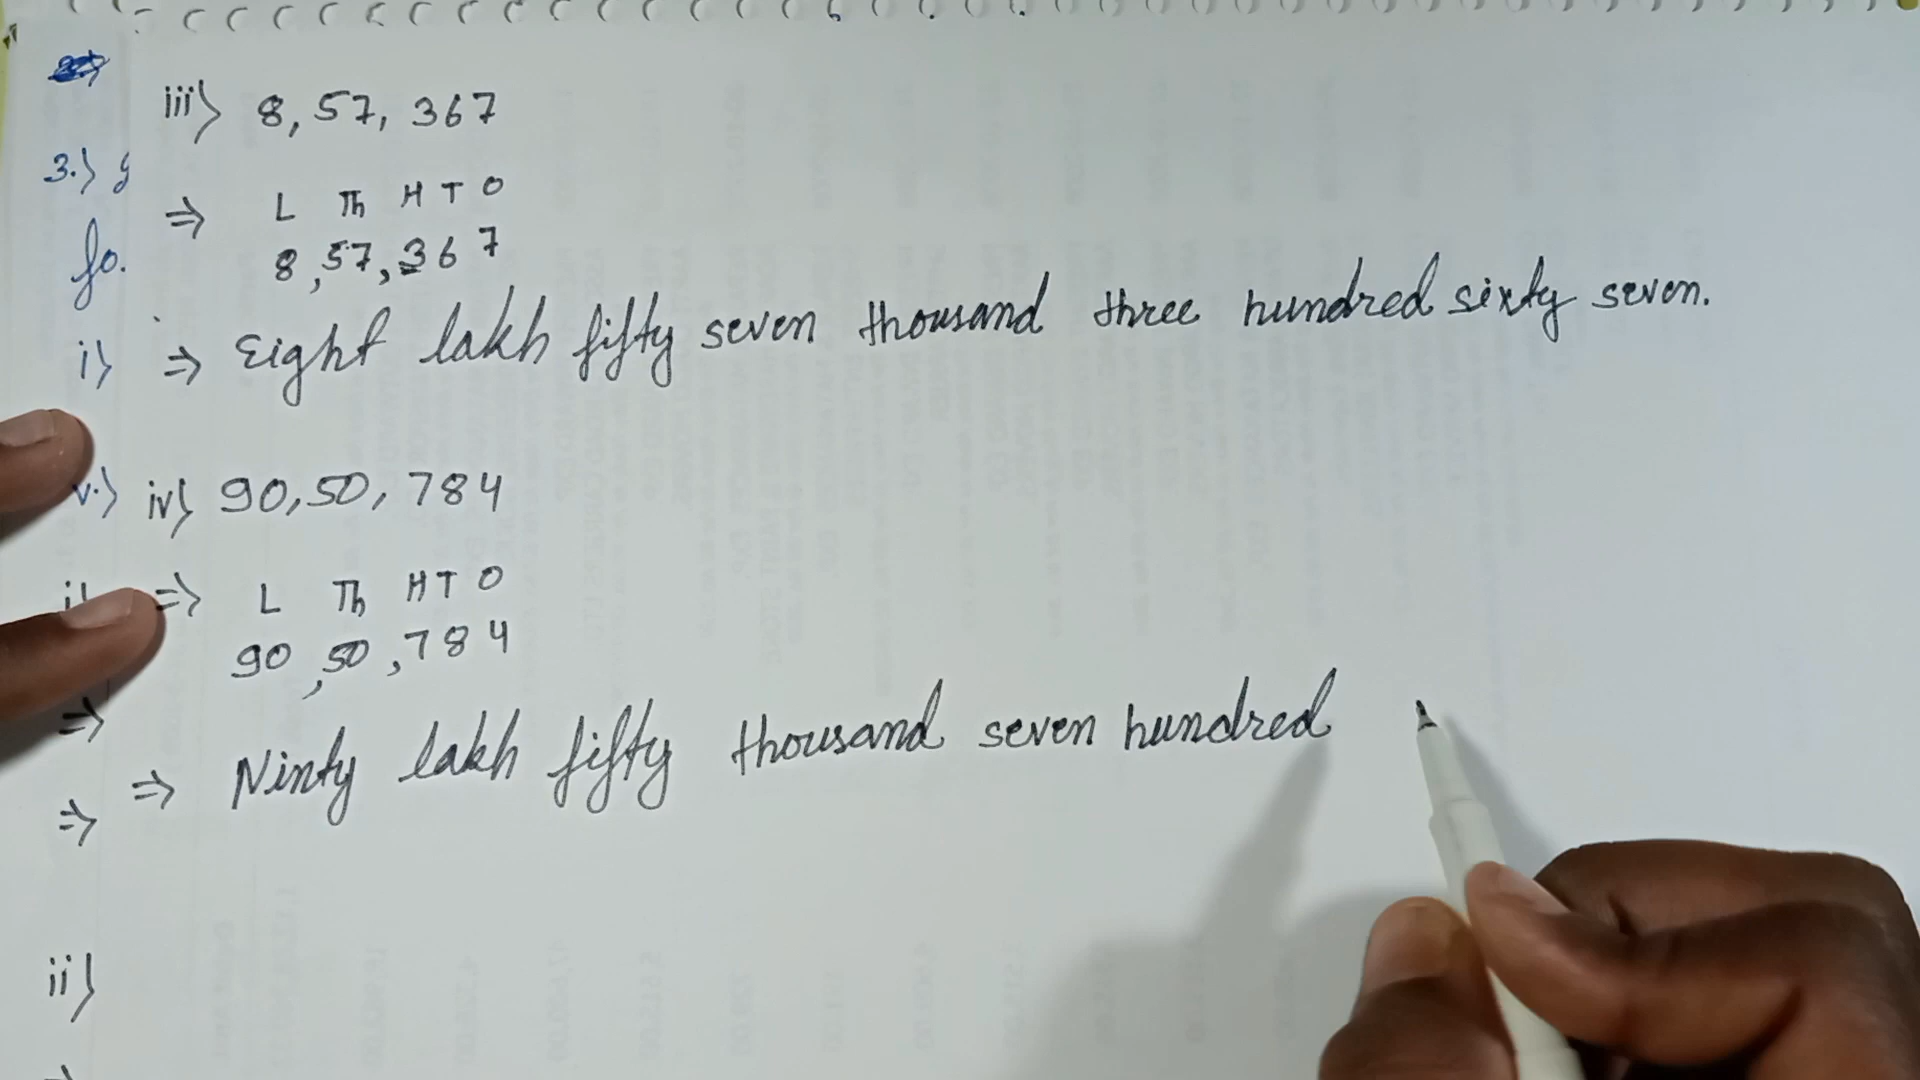 iii) 8,57,367
3.)
⇒ L Th H T O
fo.
8,57,367
i) ⇒ Eight lakh fifty seven thousand three hundred sixty seven.
v.) iv) 90,50,784
⇒ L Th H T O
90,50,784
⇒
⇒ Ninty lakh fifty thousand seven hundred
⇒
ii)